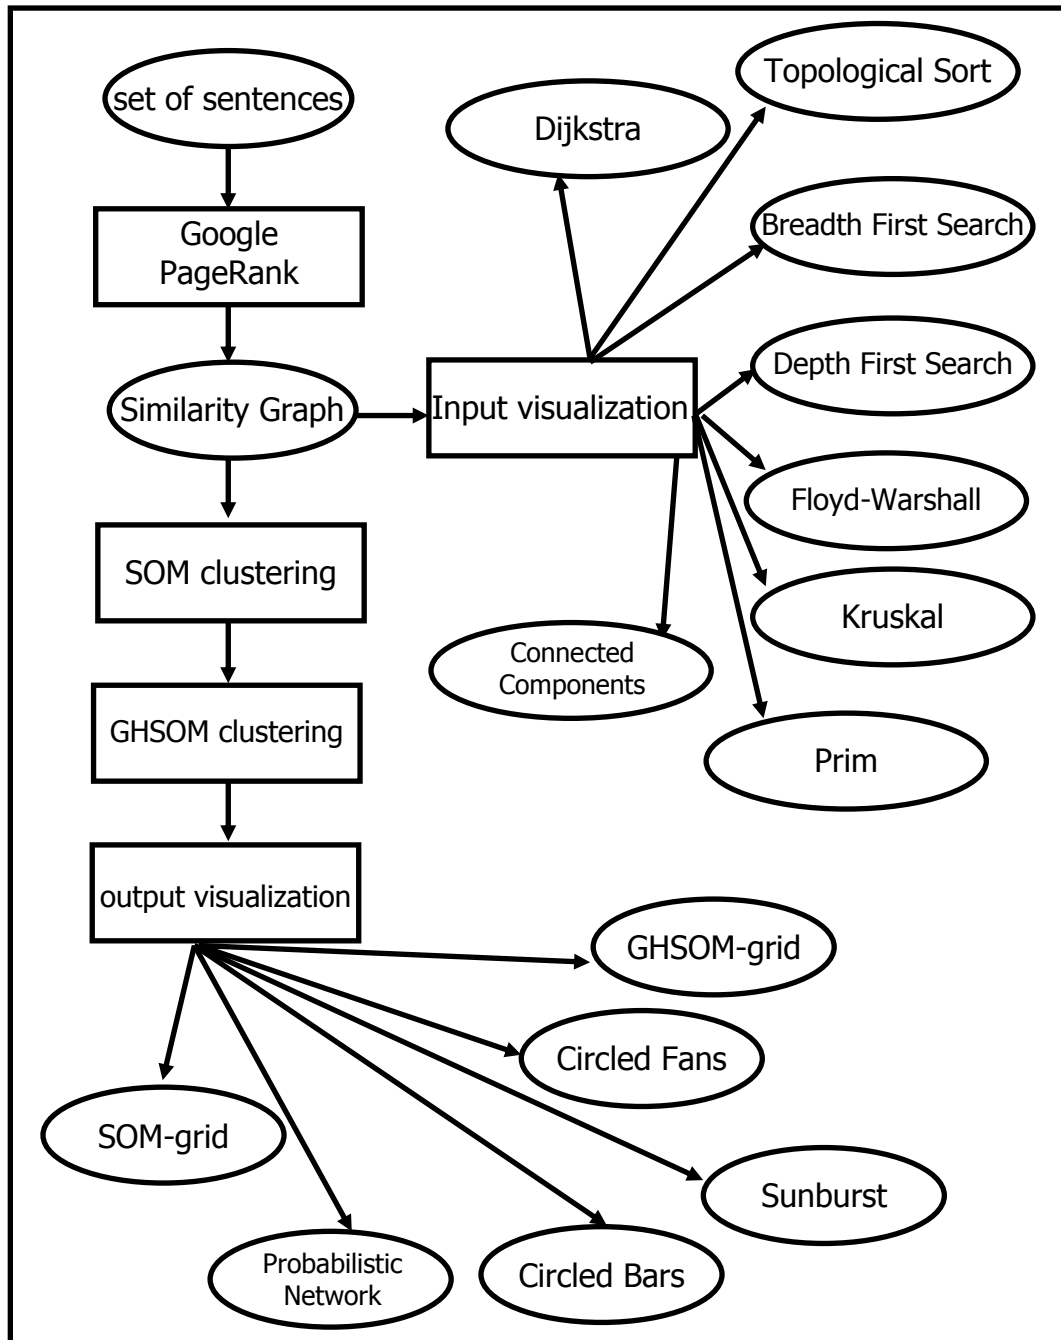 set of sentences
Topological Sort
Dijkstra
Google
PageRank
Breadth First Search
Depth First Search
Similarity Graph
Input visualization
Floyd-Warshall
SOM clustering
Kruskal
Connected
Components
GHSOM clustering
Prim
output visualization
GHSOM-grid
Circled Fans
SOM-grid
Sunburst
Probabilistic
Network
Circled Bars